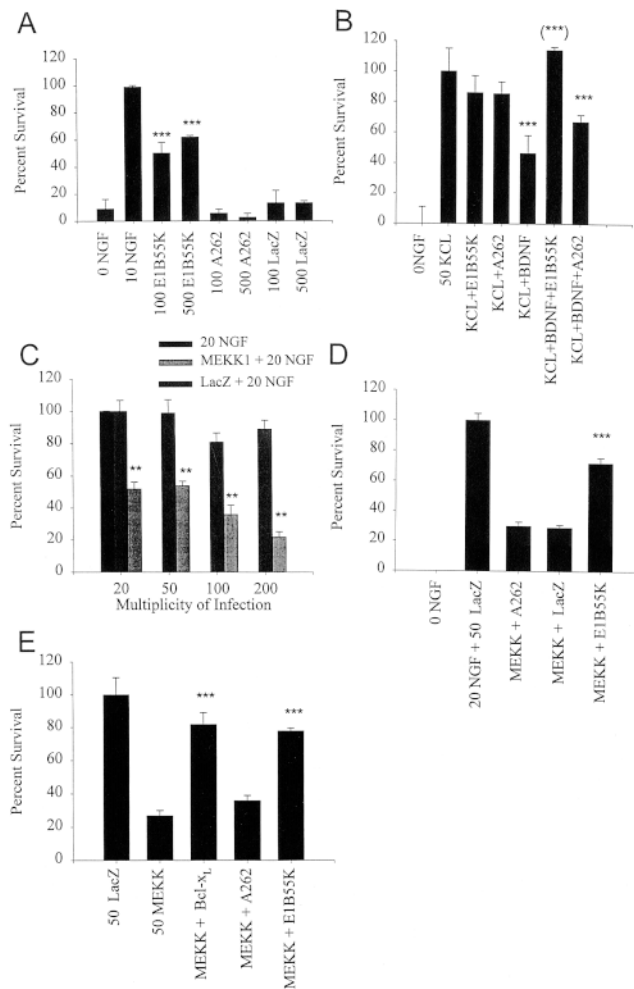 A
Percent Survival
120
100
80
60
40
20
0
***
***
0 NGF
10 NGF
100 E1B55K
500 E1B55K
100 A262
500 A262
100 LacZ
500 LacZ
B
Percent Survival
120
100
80
60
40
20
0
***
(***)
***
0NGF
50 KCL
KCL+E1B55K
KCL+A262
KCL+BDNF
KCL+BDNF+E1B55K
KCL+BDNF+A262
C
20 NGF
MEKK1 + 20 NGF
LacZ + 20 NGF
Percent Survival
120
100
80
60
40
20
0
**
**
**
**
20 50 100 200
Multiplicity of Infection
D
Percent Survival
120
100
80
60
40
20
0
***
0 NGF
20 NGF + 50 LacZ
MEKK + A262
MEKK + LacZ
MEKK + E1B55K
E
Percent Survival
120
100
80
60
40
20
0
***
***
50 LacZ
50 MEKK
MEKK + Bcl-xL
MEKK + A262
MEKK + E1B55K